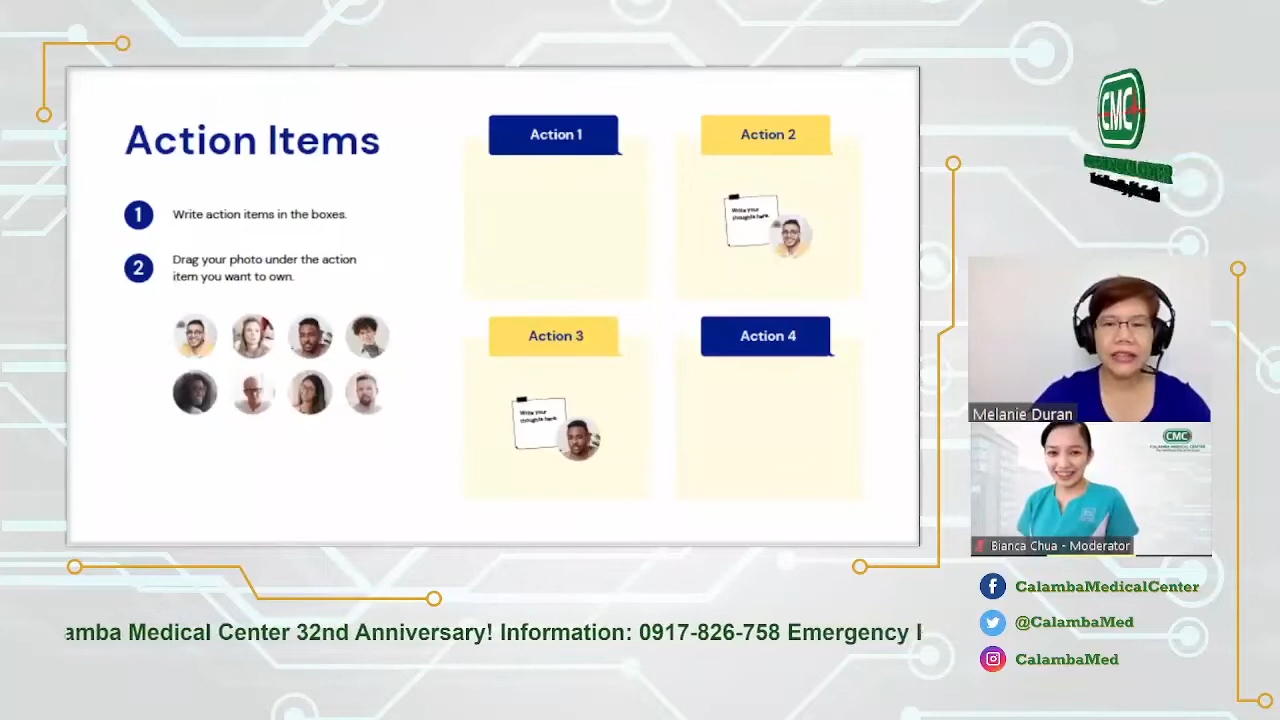 Action Items
1
Write action items in the boxes.
2
Drag your photo under the action
item you want to own.
Action 1
Action 2
Write your
thoughts here.
Action 3
Write your
thoughts here.
Action 4
CMC
Melanie Duran
CMC
CALAMBA MEDICAL CENTER
Bianca Chua - Moderator
CalambaMedicalCenter
@CalambaMed
CalambaMed
amba Medical Center 32nd Anniversary! Information: 0917-826-758 Emergency